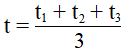 t = (t₁ + t₂ + t₃) / 3